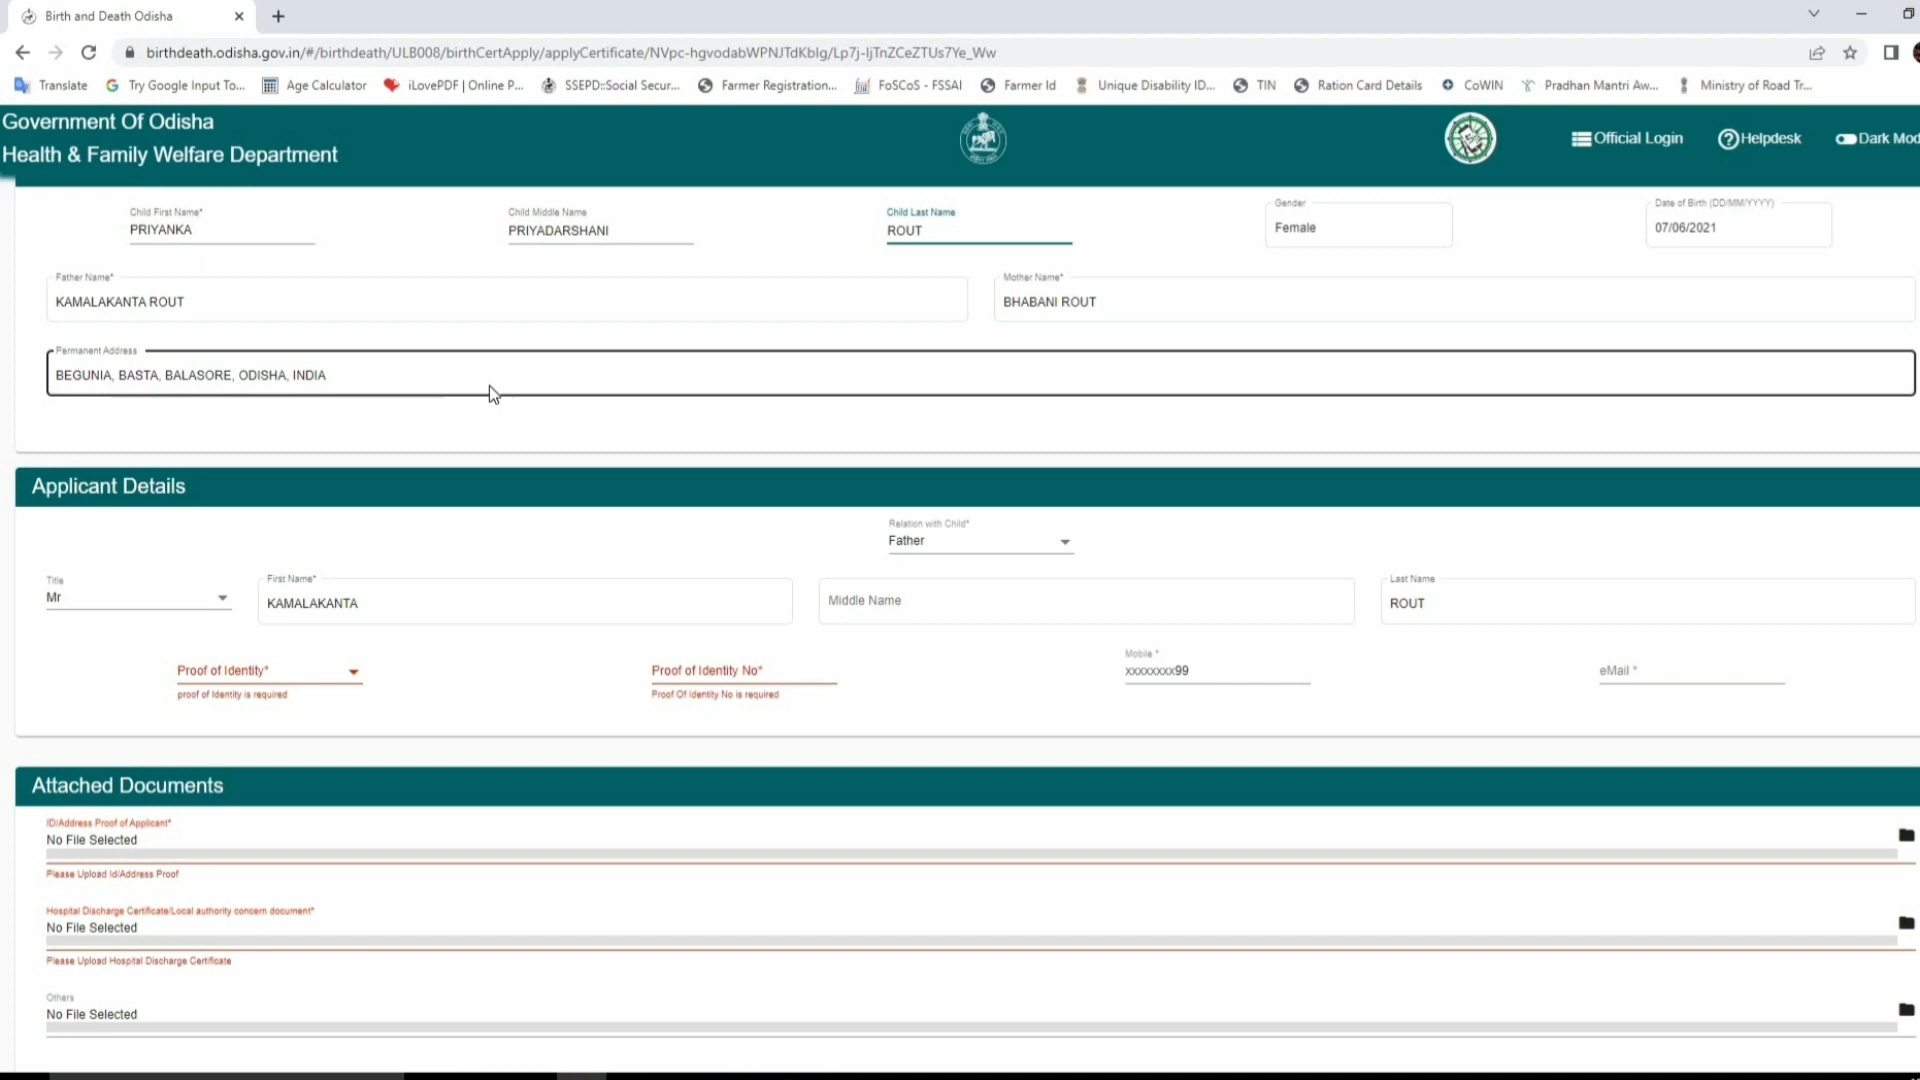 Birth and Death Odisha
birthdeath.odisha.gov.in/#/birthdeath/ULB008/birthCertApply/applyCertificate/NVpc-hgvodabWPNJTdKbIg/Lp7j-IjTnZCeZTUs7Ye_Ww
Translate Try Google Input To... Age Calculator iLovePDF | Online P... SSEPD::Social Secur... Farmer Registration... FoSCoS - FSSAI Farmer Id Unique Disability ID... TIN Ration Card Details CoWIN Pradhan Mantri Aw... Ministry of Road Tr...
Government Of Odisha
Health & Family Welfare Department
Official Login Helpdesk Dark Mod
Child First Name* Child Middle Name Child Last Name Gender Date of Birth (DD/MM/YYYY)
PRIYANKA PRIYADARSHANI ROUT Female 07/06/2021
Father Name* Mother Name*
KAMALAKANTA ROUT BHABANI ROUT
Permanent Address
BEGUNIA, BASTA, BALASORE, ODISHA, INDIA
Applicant Details
Relation with Child*
Father
Title First Name* Last Name
Mr KAMALAKANTA Middle Name ROUT
Mobile *
Proof of Identity* Proof of Identity No* xxxxxxxx99 eMail *
proof of Identity is required Proof Of Identity No is required
Attached Documents
ID/Address Proof of Applicant*
No File Selected
Please Upload Id/Address Proof
Hospital Discharge Certificate/Local authority concern document*
No File Selected
Please Upload Hospital Discharge Certificate
Others
No File Selected